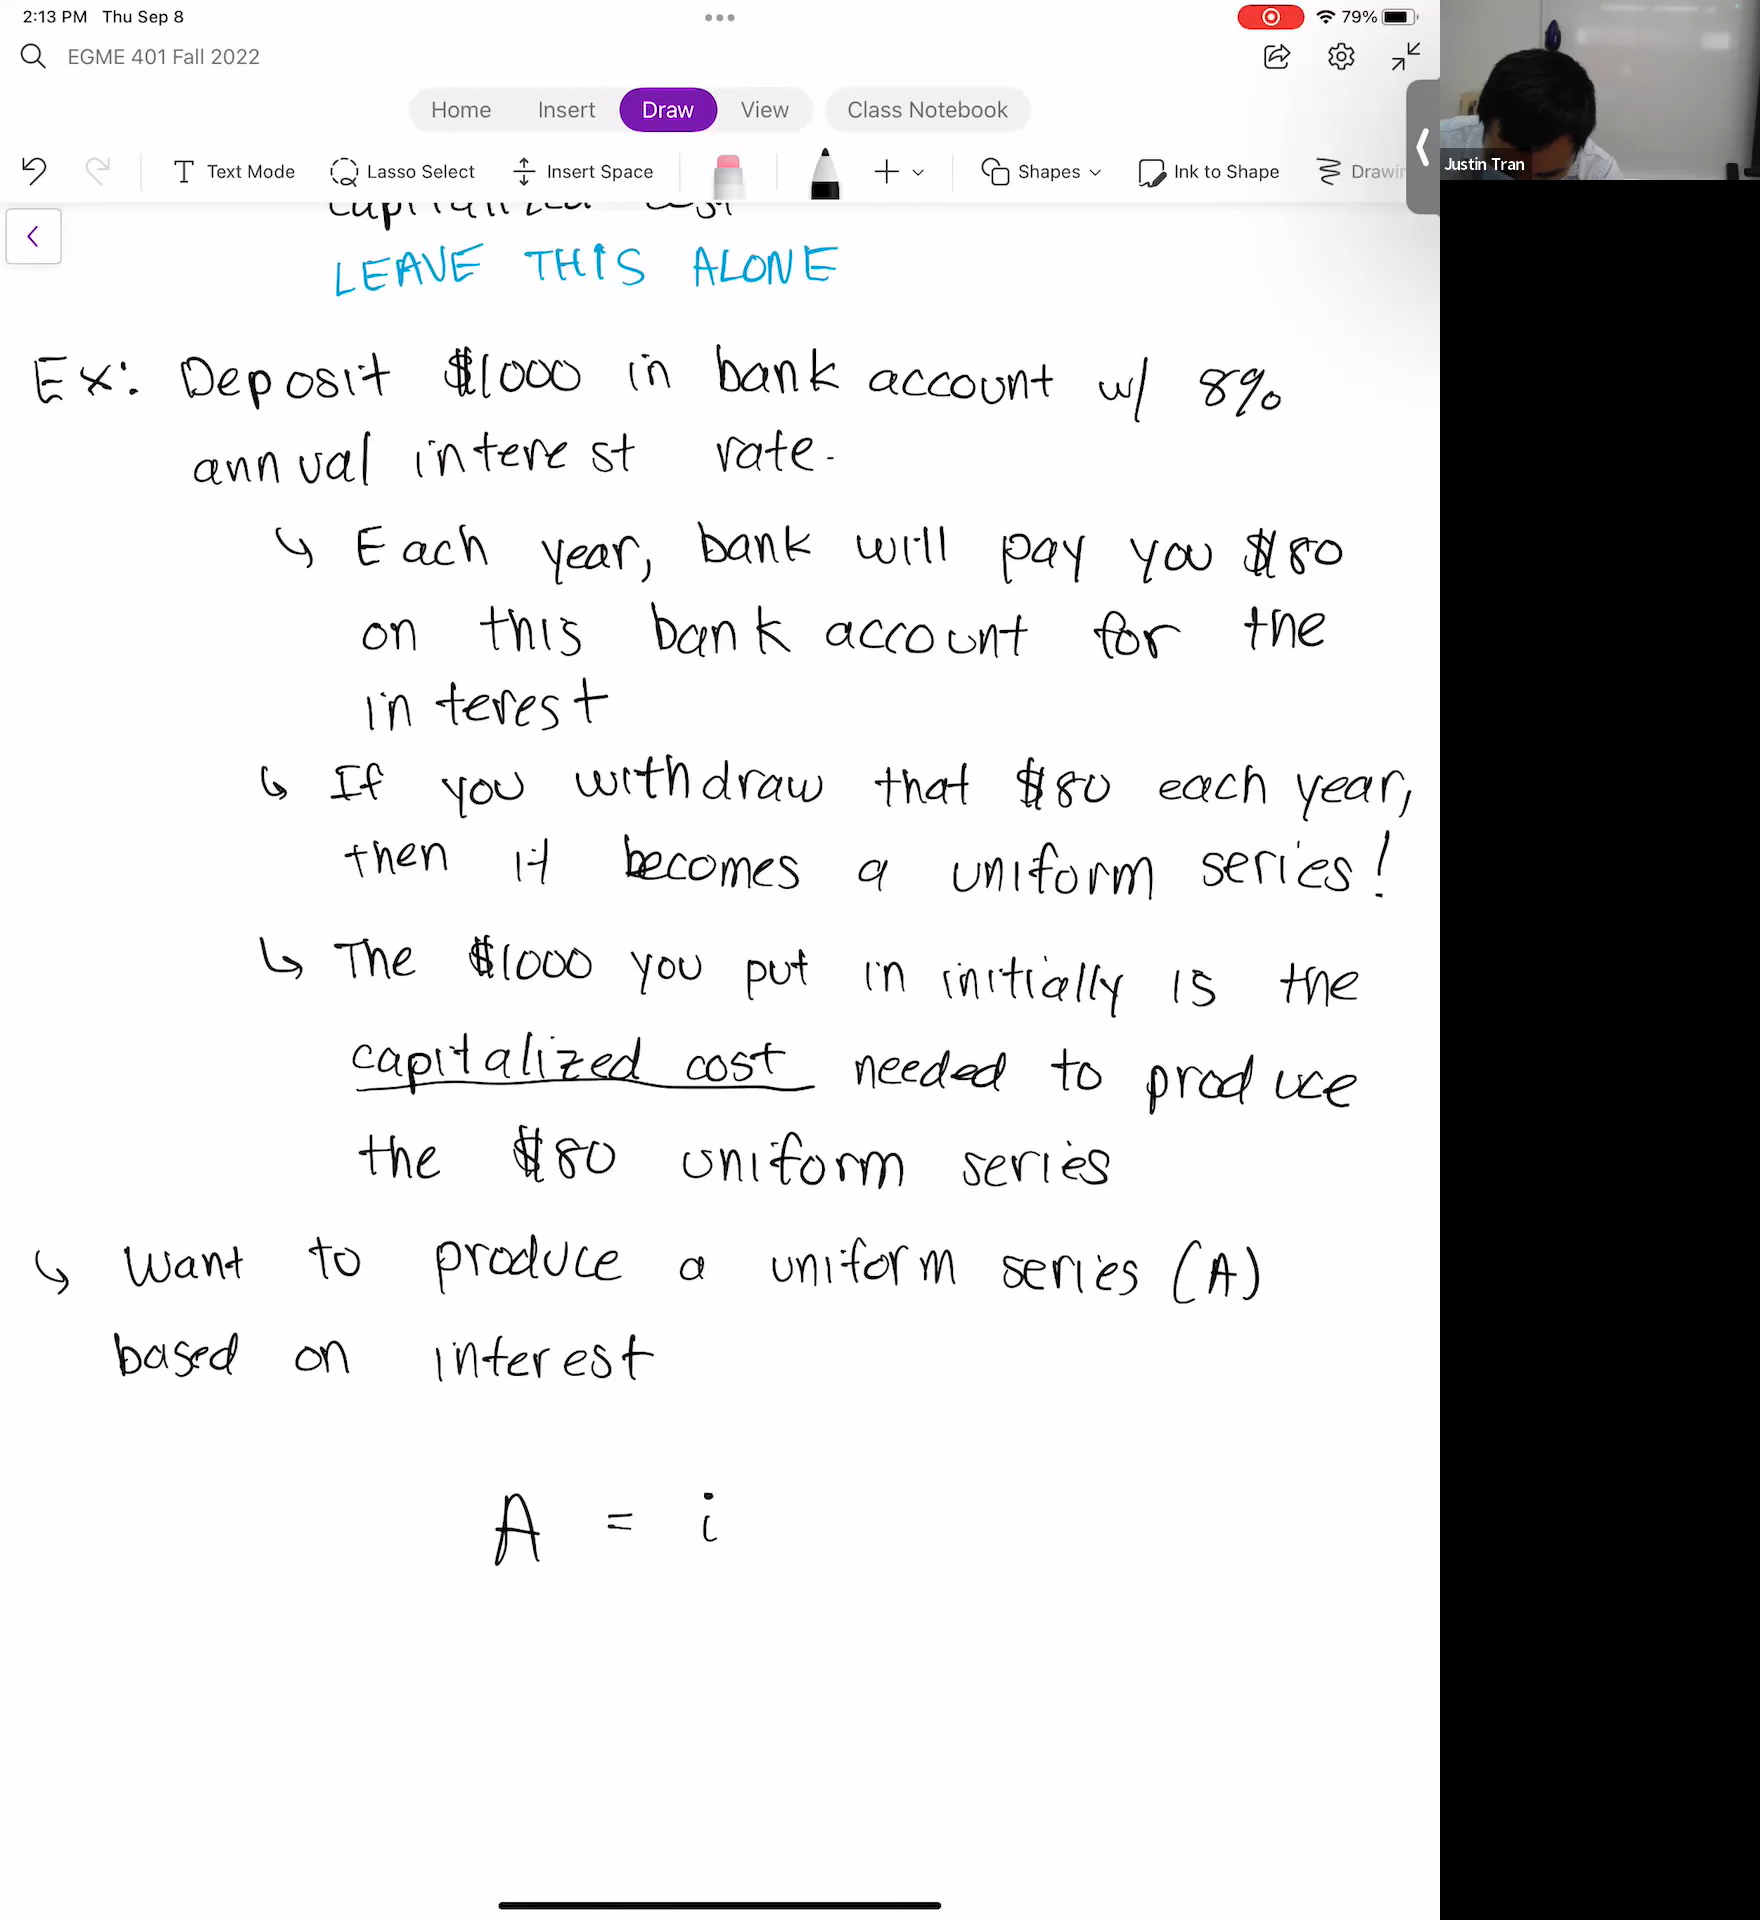 2:13 PM Thu Sep 8
79%
EGME 401 Fall 2022
Home Insert Draw View Class Notebook
Text Mode Lasso Select Insert Space Shapes Ink to Shape Drawi
Justin Tran
capitalized cost
LEAVE THIS ALONE
Ex: Deposit $1000 in bank account w/ 8%
annual interest rate.
↳ Each year, bank will pay you $80
on this bank account for the
interest
↳ If you withdraw that $80 each year,
then it becomes a uniform series!
↳ The $1000 you put in initially is the
capitalized cost needed to produce
the $80 uniform series
↳ Want to produce a uniform series (A)
based on interest
A = i